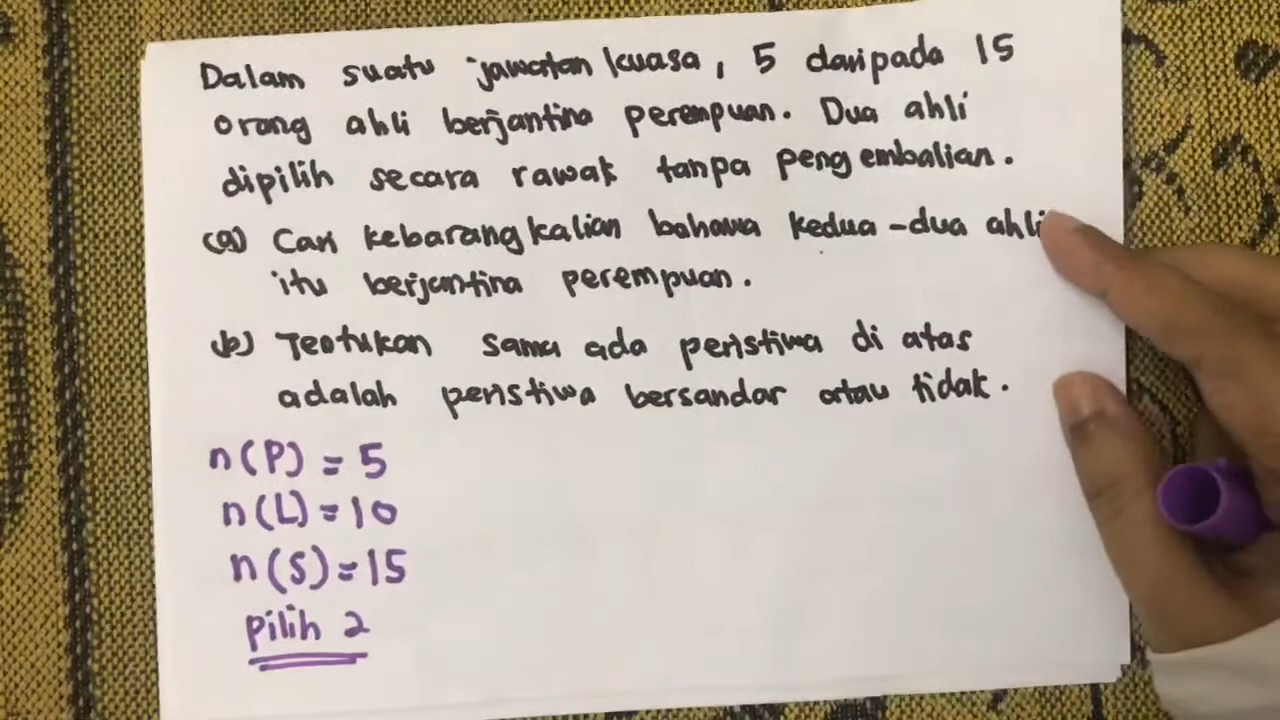 Dalam suatu jawatan kuasa, 5 daripada 15
orang ahli berjantina perempuan. Dua ahli
dipilih secara rawak tanpa pengembalian.
(a) Cari kebarangkalian bahawa kedua-dua ahli
itu berjantina perempuan.
(b) Tentukan sama ada peristiwa di atas
adalah peristiwa bersandar atau tidak.
n(P) = 5
n(L) = 10
n(S) = 15
pilih 2